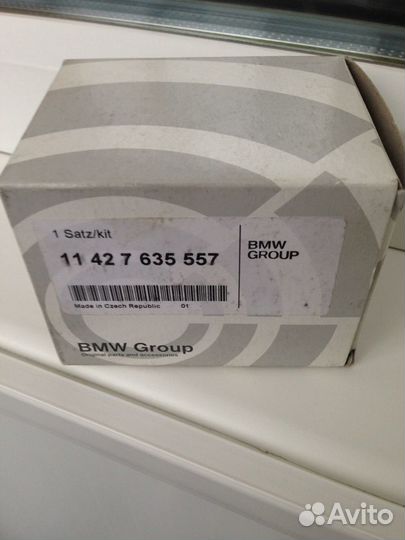 1 Satz/kit
11 42 7 635 557
BMW
GROUP
Made in Czech Republic 01
BMW Group
Original parts and accessories
Avito